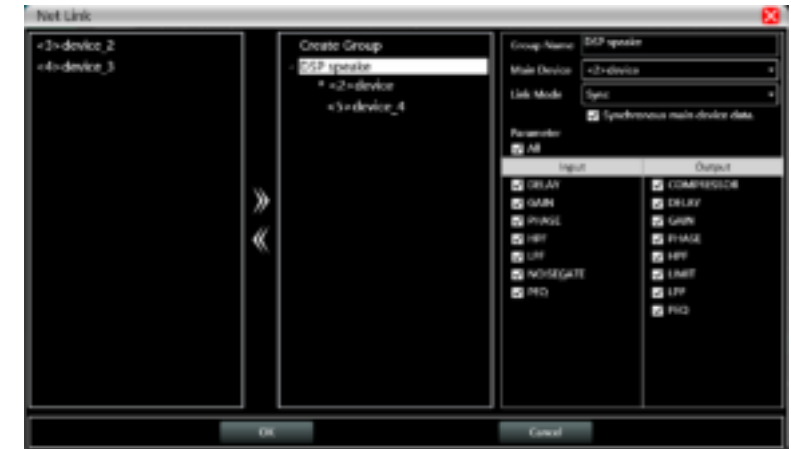 Net Link
<3>device_2
<4>device_3
Create Group
DSP speake
* <2>device
<5>device_4
Group Name
DSP speake
Main Device
<2>device
Link Mode
Sync
Synchronous main device data.
Parameter
All
Input
Output
DELAY
GAIN
PHASE
HPF
LPF
NOISEGATE
PEQ
COMPRESSOR
DELAY
GAIN
PHASE
HPF
LIMIT
LPF
PEQ
OK
Cancel